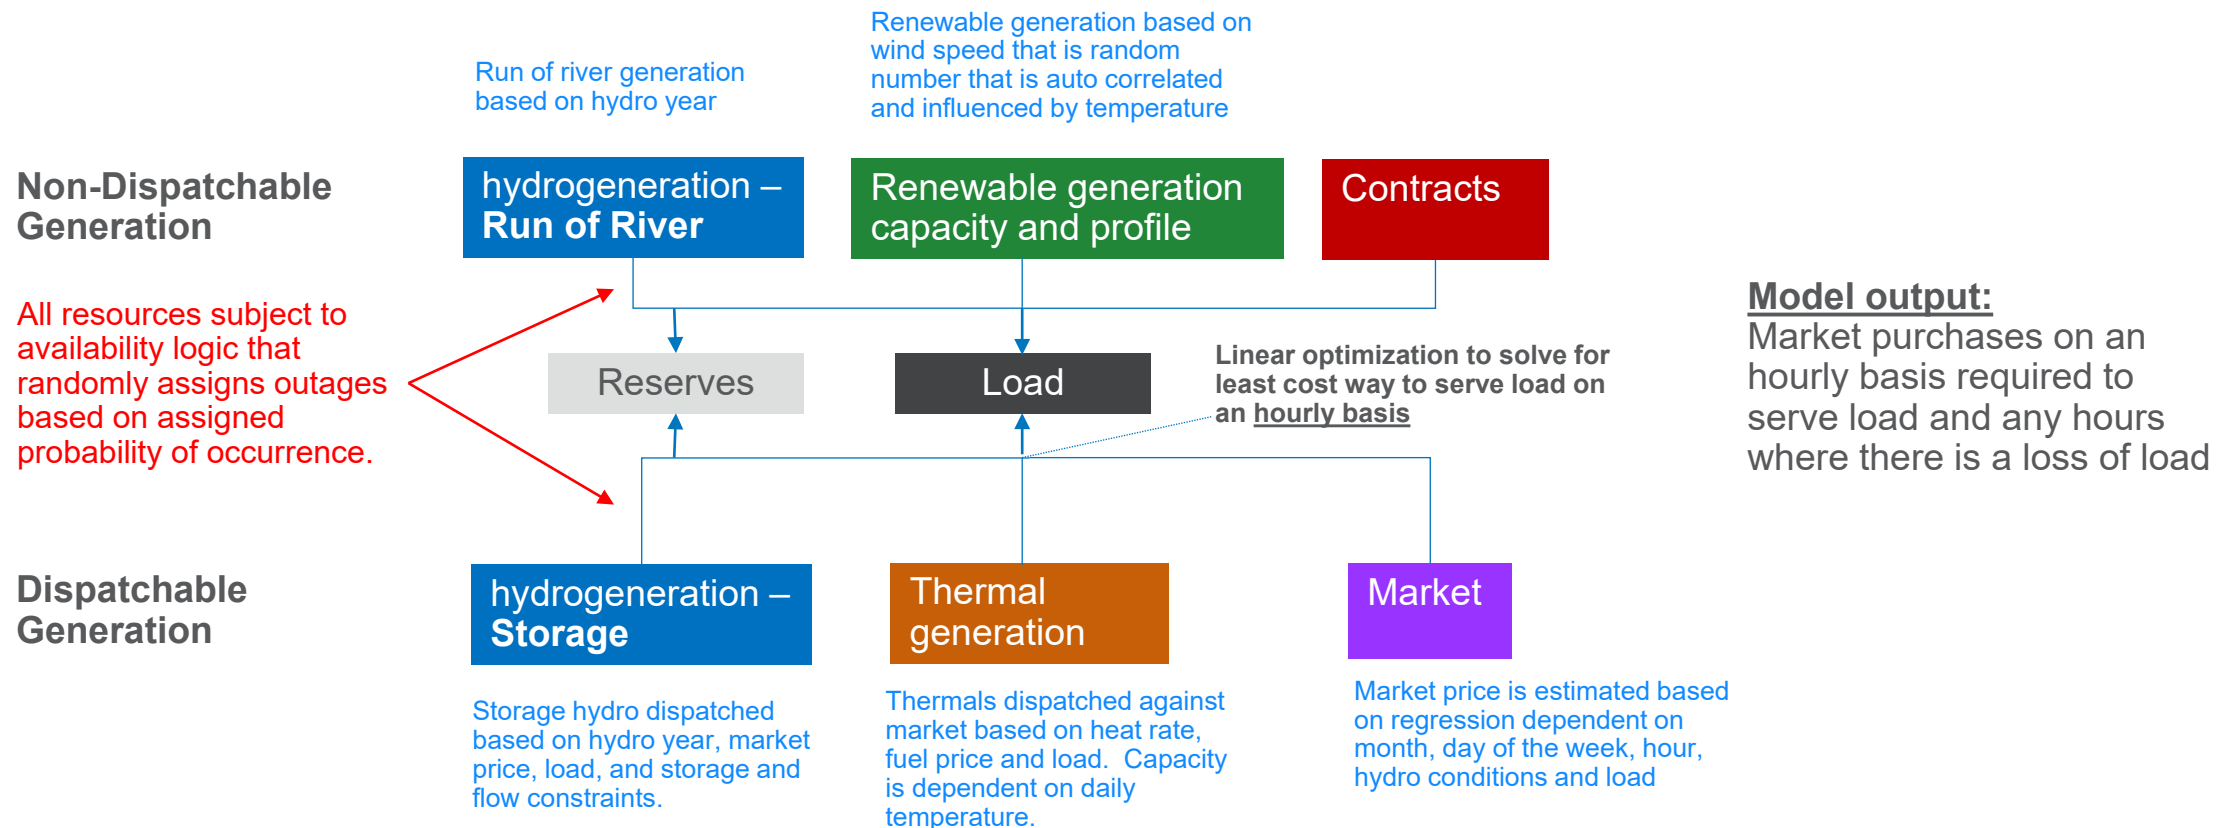 Renewable generation based on
wind speed that is random
number that is auto correlated
and influenced by temperature
Run of river generation
based on hydro year
Non-Dispatchable
Generation
hydrogeneration –
Run of River
Renewable generation
capacity and profile
Contracts
All resources subject to
availability logic that
randomly assigns outages
based on assigned
probability of occurrence.
Reserves
Load
Linear optimization to solve for
least cost way to serve load on
an hourly basis
Model output:
Market purchases on an
hourly basis required to
serve load and any hours
where there is a loss of load
Dispatchable
Generation
hydrogeneration –
Storage
Thermal
generation
Market
Storage hydro dispatched
based on hydro year, market
price, load, and storage and
flow constraints.
Thermals dispatched against
market based on heat rate,
fuel price and load.  Capacity
is dependent on daily
temperature.
Market price is estimated based
on regression dependent on
month, day of the week, hour,
hydro conditions and load